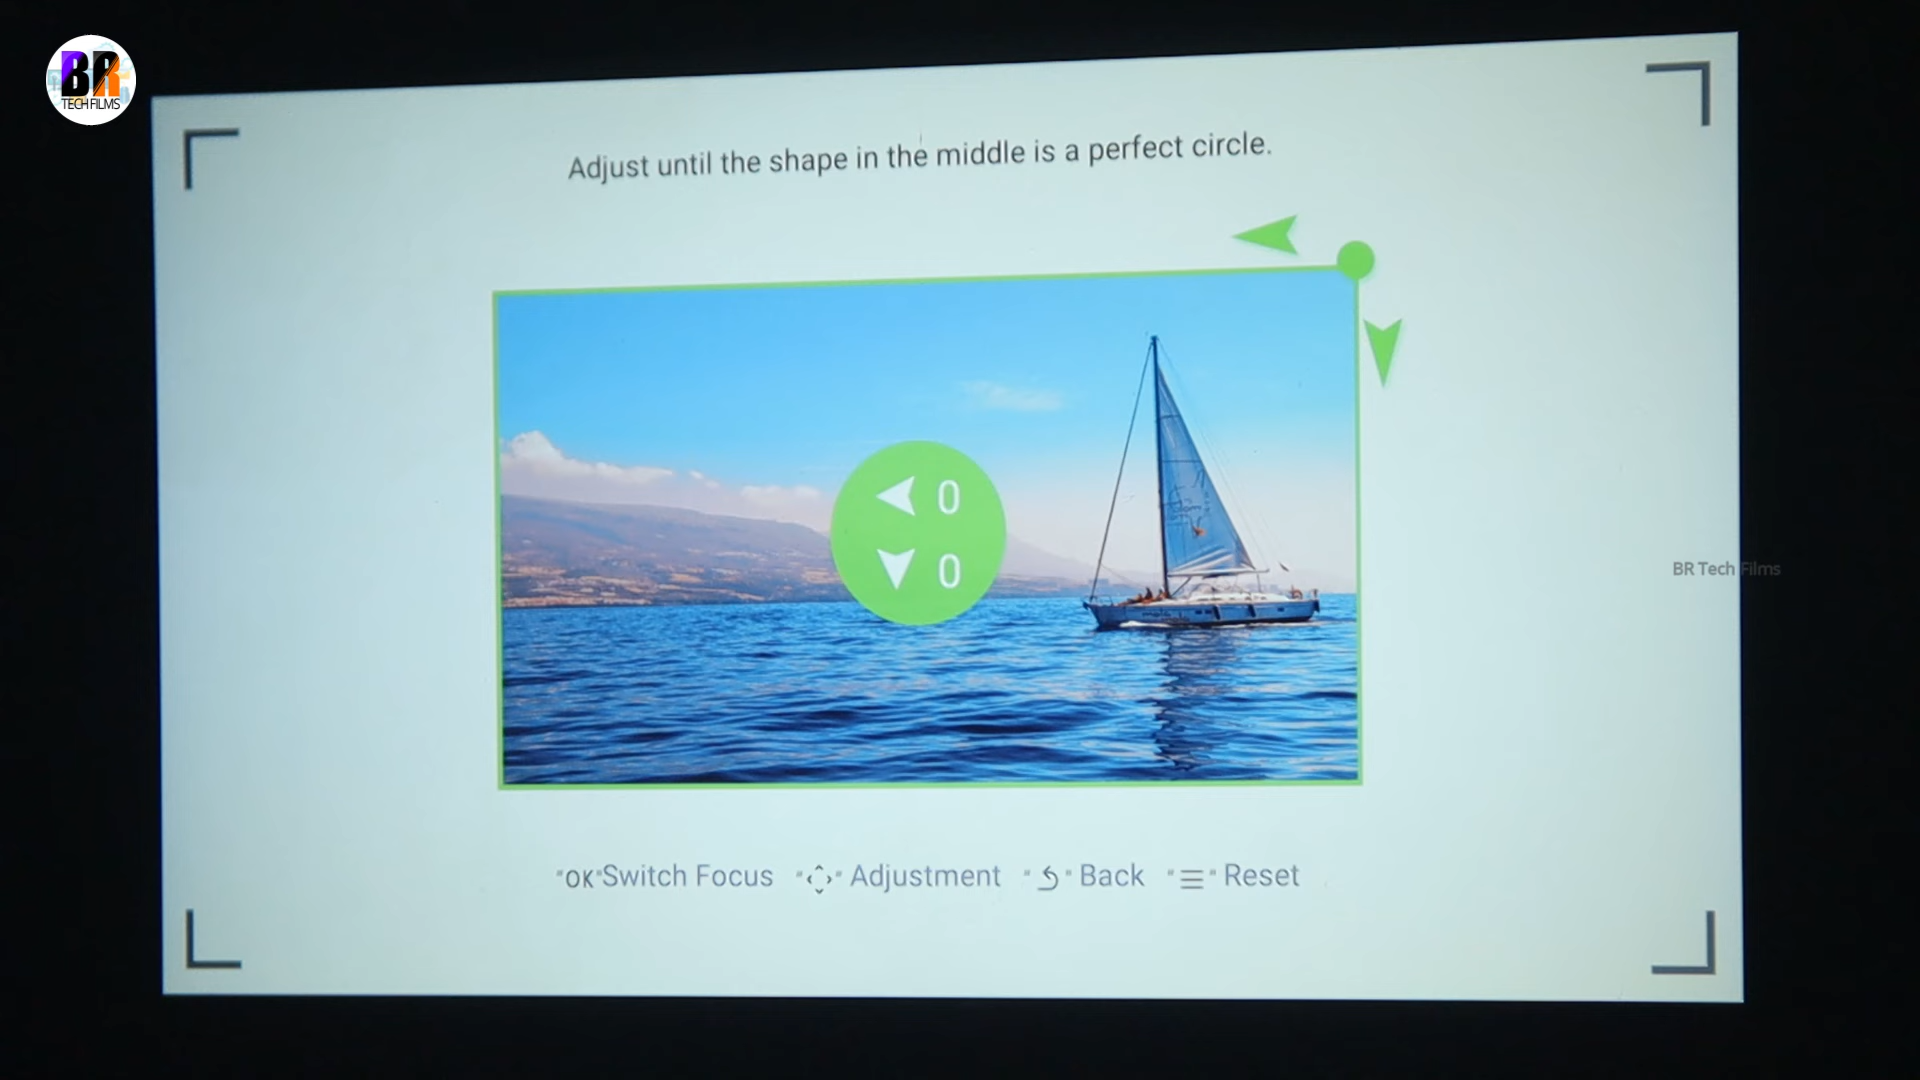 BR
TECH FILMS
Adjust until the shape in the middle is a perfect circle.
0
0
BR Tech Films
"OK"Switch Focus " " Adjustment " " Back " " Reset